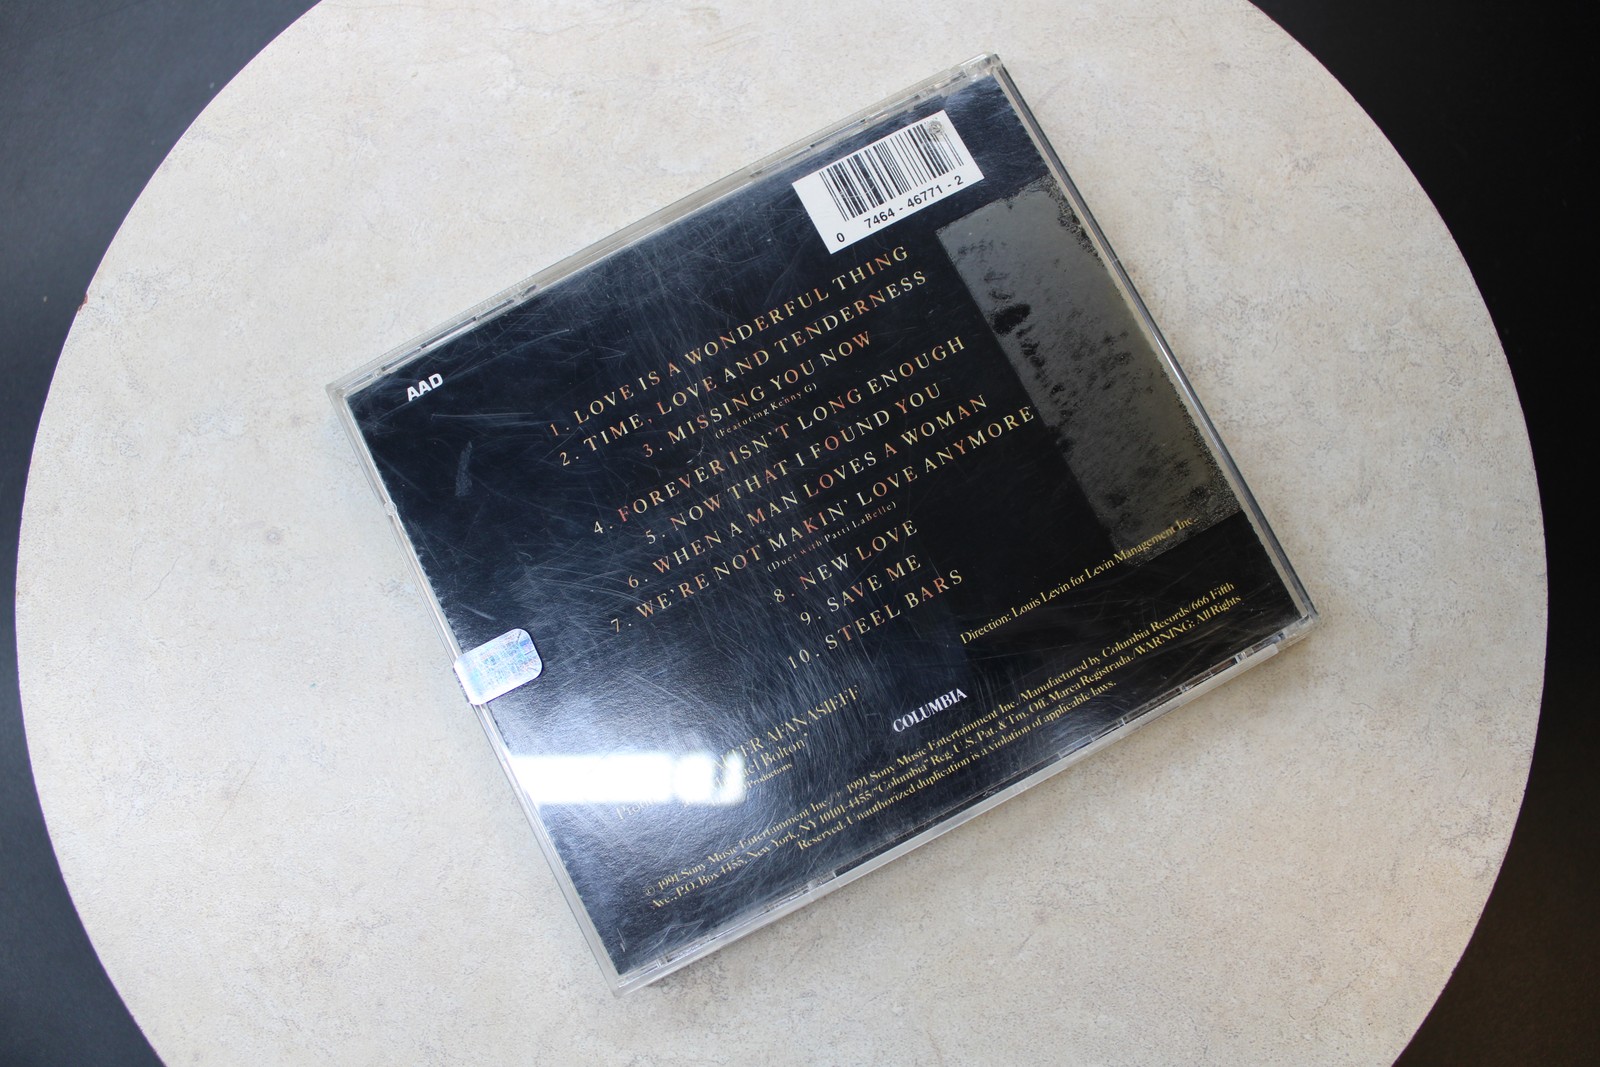 AAD
0 7464 - 46771 - 2
1. LOVE IS A WONDERFUL THING
2. TIME, LOVE AND TENDERNESS
3. MISSING YOU NOW
(Featuring Kenny G)
4. FOREVER ISN'T LONG ENOUGH
5. NOW THAT I FOUND YOU
6. WHEN A MAN LOVES A WOMAN
7. WE'RE NOT MAKIN' LOVE ANYMORE
(Duet with Patti LaBelle)
8. NEW LOVE
9. SAVE ME
10. STEEL BARS
AFANASIEFF
Bolton
Productions
Direction: Louis Levin for Levin Management Inc.
COLUMBIA
© 1991 Sony Music Entertainment Inc. 1991 Sony Music Entertainment Inc. Manufactured by Columbia Records/666 Fifth
Ave., P.O. Box 4455, New York, NY 10101-4455/"Columbia" Reg. U.S. Pat. & Tm. Off. Marca Registrada./WARNING: All Rights
Reserved. Unauthorized duplication is a violation of applicable laws.